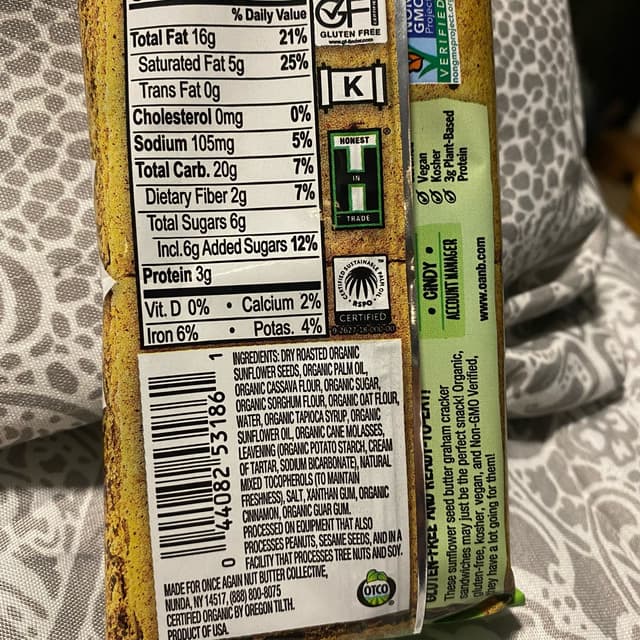 % Daily Value
Total Fat 16g 21%
Saturated Fat 5g 25%
Trans Fat 0g
Cholesterol 0mg 0%
Sodium 105mg 5%
Total Carb. 20g 7%
Dietary Fiber 2g 7%
Total Sugars 6g
Incl. 6g Added Sugars 12%
Protein 3g
Vit. D 0% • Calcium 2%
Iron 6% • Potas. 4%
GF
GLUTEN FREE
K
HONEST
IN
TRADE
CERTIFIED SUSTAINABLE PALM OIL
RSPO
CERTIFIED
INGREDIENTS: DRY ROASTED ORGANIC
SUNFLOWER SEEDS, ORGANIC PALM OIL,
ORGANIC CASSAVA FLOUR, ORGANIC SUGAR,
ORGANIC SORGHUM FLOUR, ORGANIC OAT FLOUR,
WATER, ORGANIC TAPIOCA SYRUP, ORGANIC
SUNFLOWER OIL, ORGANIC CANE MOLASSES,
LEAVENING (ORGANIC POTATO STARCH, CREAM
OF TARTAR, SODIUM BICARBONATE), NATURAL
MIXED TOCOPHEROLS (TO MAINTAIN
FRESHNESS), SALT, XANTHAN GUM, ORGANIC
CINNAMON, ORGANIC GUAR GUM.
PROCESSED ON EQUIPMENT THAT ALSO
PROCESSES PEANUTS, SESAME SEEDS, AND IN A
FACILITY THAT PROCESSES TREE NUTS AND SOY.
0 44082 53186 1
MADE FOR ONCE AGAIN NUT BUTTER COLLECTIVE,
NUNDA, NY 14517, (888) 800-8075
CERTIFIED ORGANIC BY OREGON TILTH.
PRODUCT OF USA.
OTCO
NON
GMO
Project
VERIFIED
nongmoproject.org
Vegan
Kosher
3g Plant-Based
Protein
• CINDY •
ACCOUNT MANAGER
www.oanb.com
GLUTEN-FREE AND READY-TO-EAT!
These sunflower seed butter graham cracker
sandwiches may just be the perfect snack! Organic,
gluten-free, kosher, vegan, and Non-GMO Verified,
they have a lot going for them!